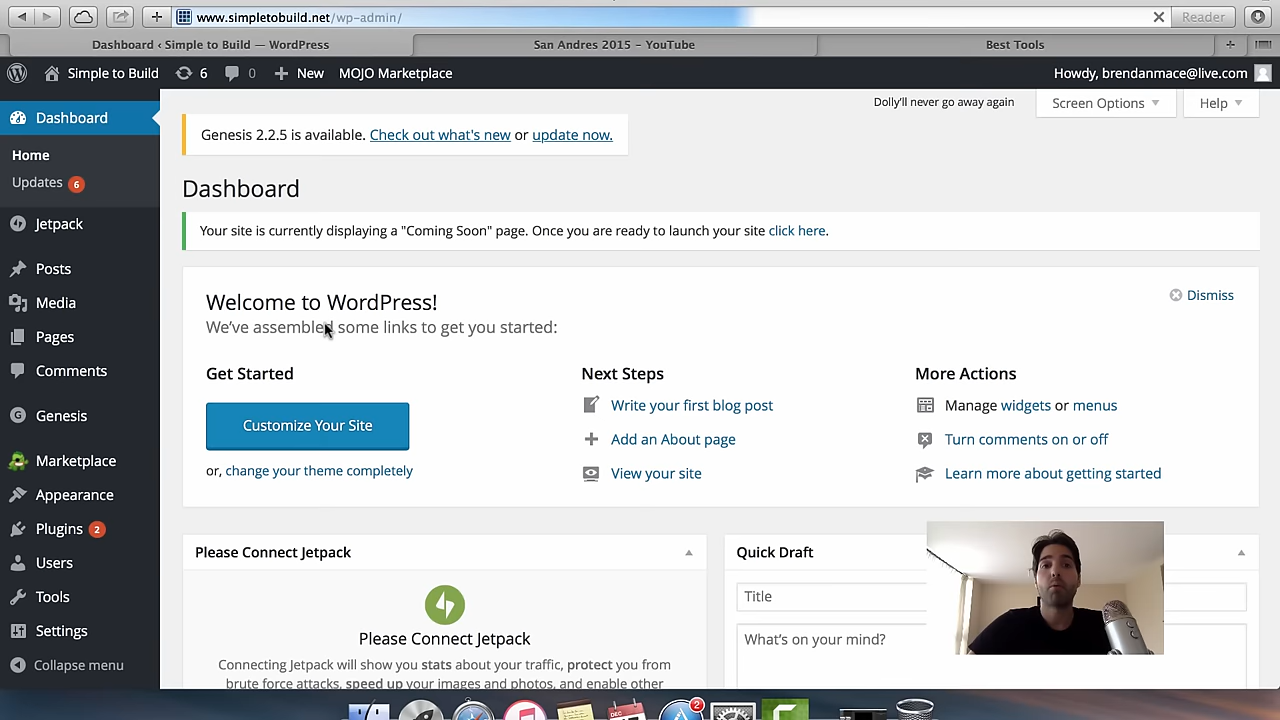 www.simpletobuild.net/wp-admin/
Reader
Dashboard ‹ Simple to Build — WordPress
San Andres 2015 - YouTube
Best Tools
Simple to Build
6
0
New
MOJO Marketplace
Howdy, brendanmace@live.com
Dashboard
Home
Updates 6
Jetpack
Posts
Media
Pages
Comments
Genesis
Marketplace
Appearance
Plugins 2
Users
Tools
Settings
Collapse menu
Dolly'll never go away again
Screen Options
Help
Genesis 2.2.5 is available. Check out what's new or update now.
Dashboard
Your site is currently displaying a "Coming Soon" page. Once you are ready to launch your site click here.
Welcome to WordPress!
Dismiss
We've assembled some links to get you started:
Get Started
Customize Your Site
or, change your theme completely
Next Steps
Write your first blog post
Add an About page
View your site
More Actions
Manage widgets or menus
Turn comments on or off
Learn more about getting started
Please Connect Jetpack
Please Connect Jetpack
Connecting Jetpack will show you stats about your traffic, protect you from
brute force attacks, speed up your images and photos, and enable other
Quick Draft
Title
What's on your mind?
DEC
2